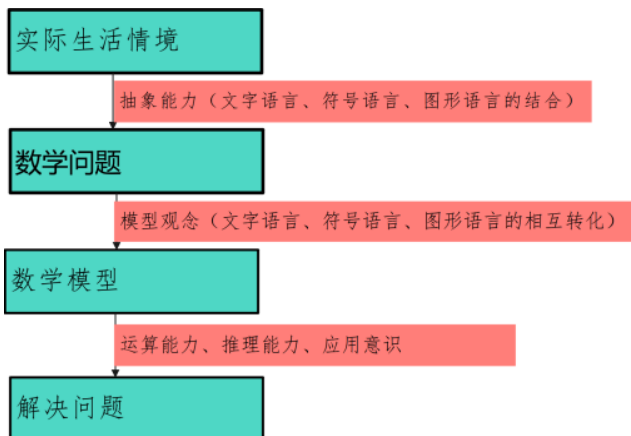 实际生活情境
抽象能力（文字语言、符号语言、图形语言的结合）
数学问题
模型观念（文字语言、符号语言、图形语言的相互转化）
数学模型
运算能力、推理能力、应用意识
解决问题